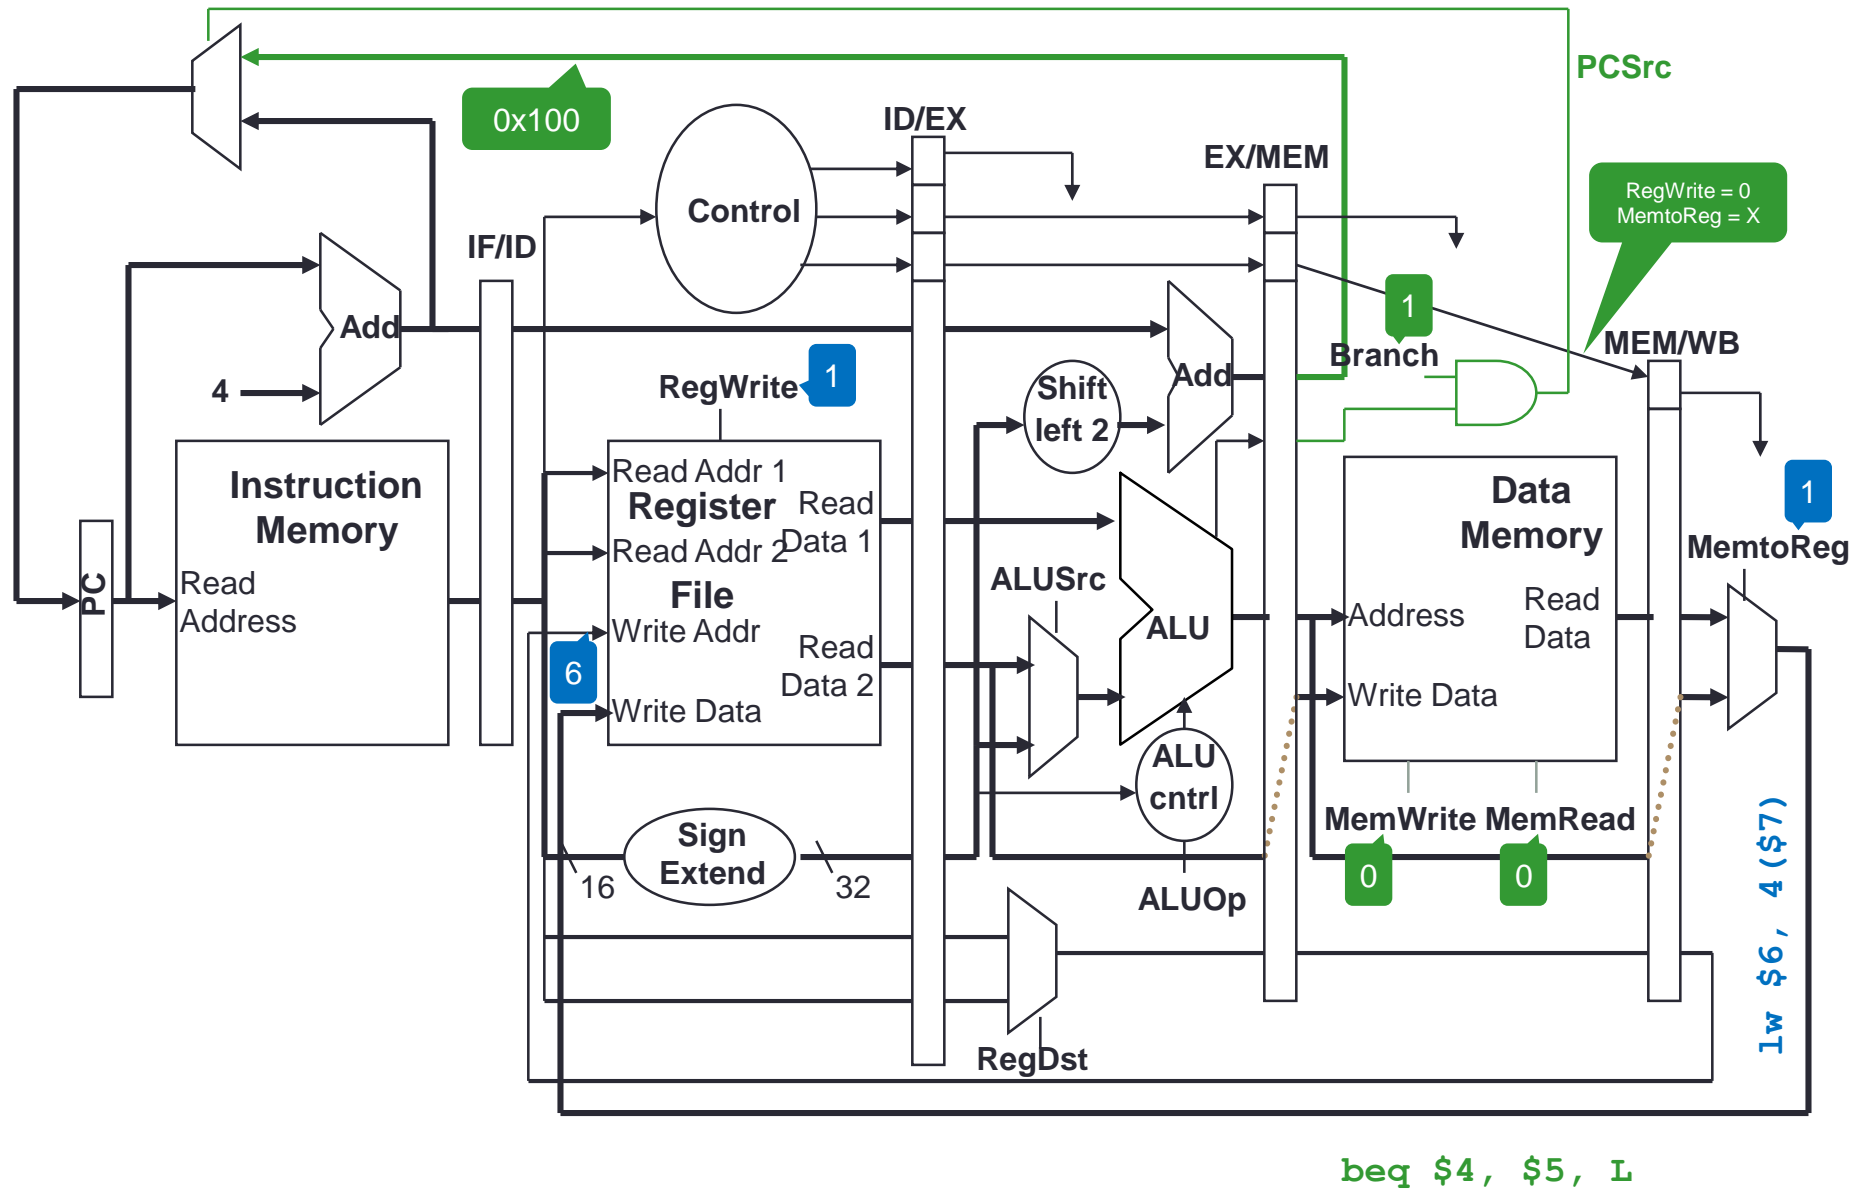 PCSrc
0x100
ID/EX
EX/MEM
RegWrite = 0
MemtoReg = X
Control
IF/ID
1
Add
Branch
MEM/WB
Add
4
RegWrite
1
Shift
left 2
Instruction
Memory
Read Addr 1
Register
Read
Data 1
Read Addr 2
File
Write Addr
Read
Data 2
Write Data
6
Data
Memory
1
MemtoReg
PC
Read
Address
ALUSrc
ALU
Address
Read
Data
Write Data
ALU
cntrl
MemWrite
MemRead
0
0
Sign
Extend
16
32
ALUOp
RegDst
lw $6, 4($7)
beq $4, $5, L